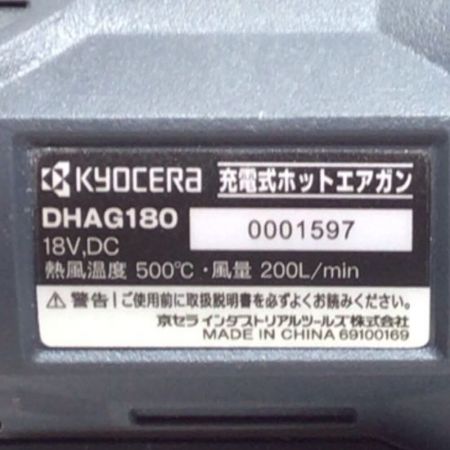 KYOCERA 充電式ホットエアガン
DHAG180 0001597
18V,DC
熱風温度 500℃・風量 200L/min
警告!ご使用前に取扱説明書を必ずよくお読みください。
京セラ インダストリアルツールズ株式会社
MADE IN CHINA 69100169